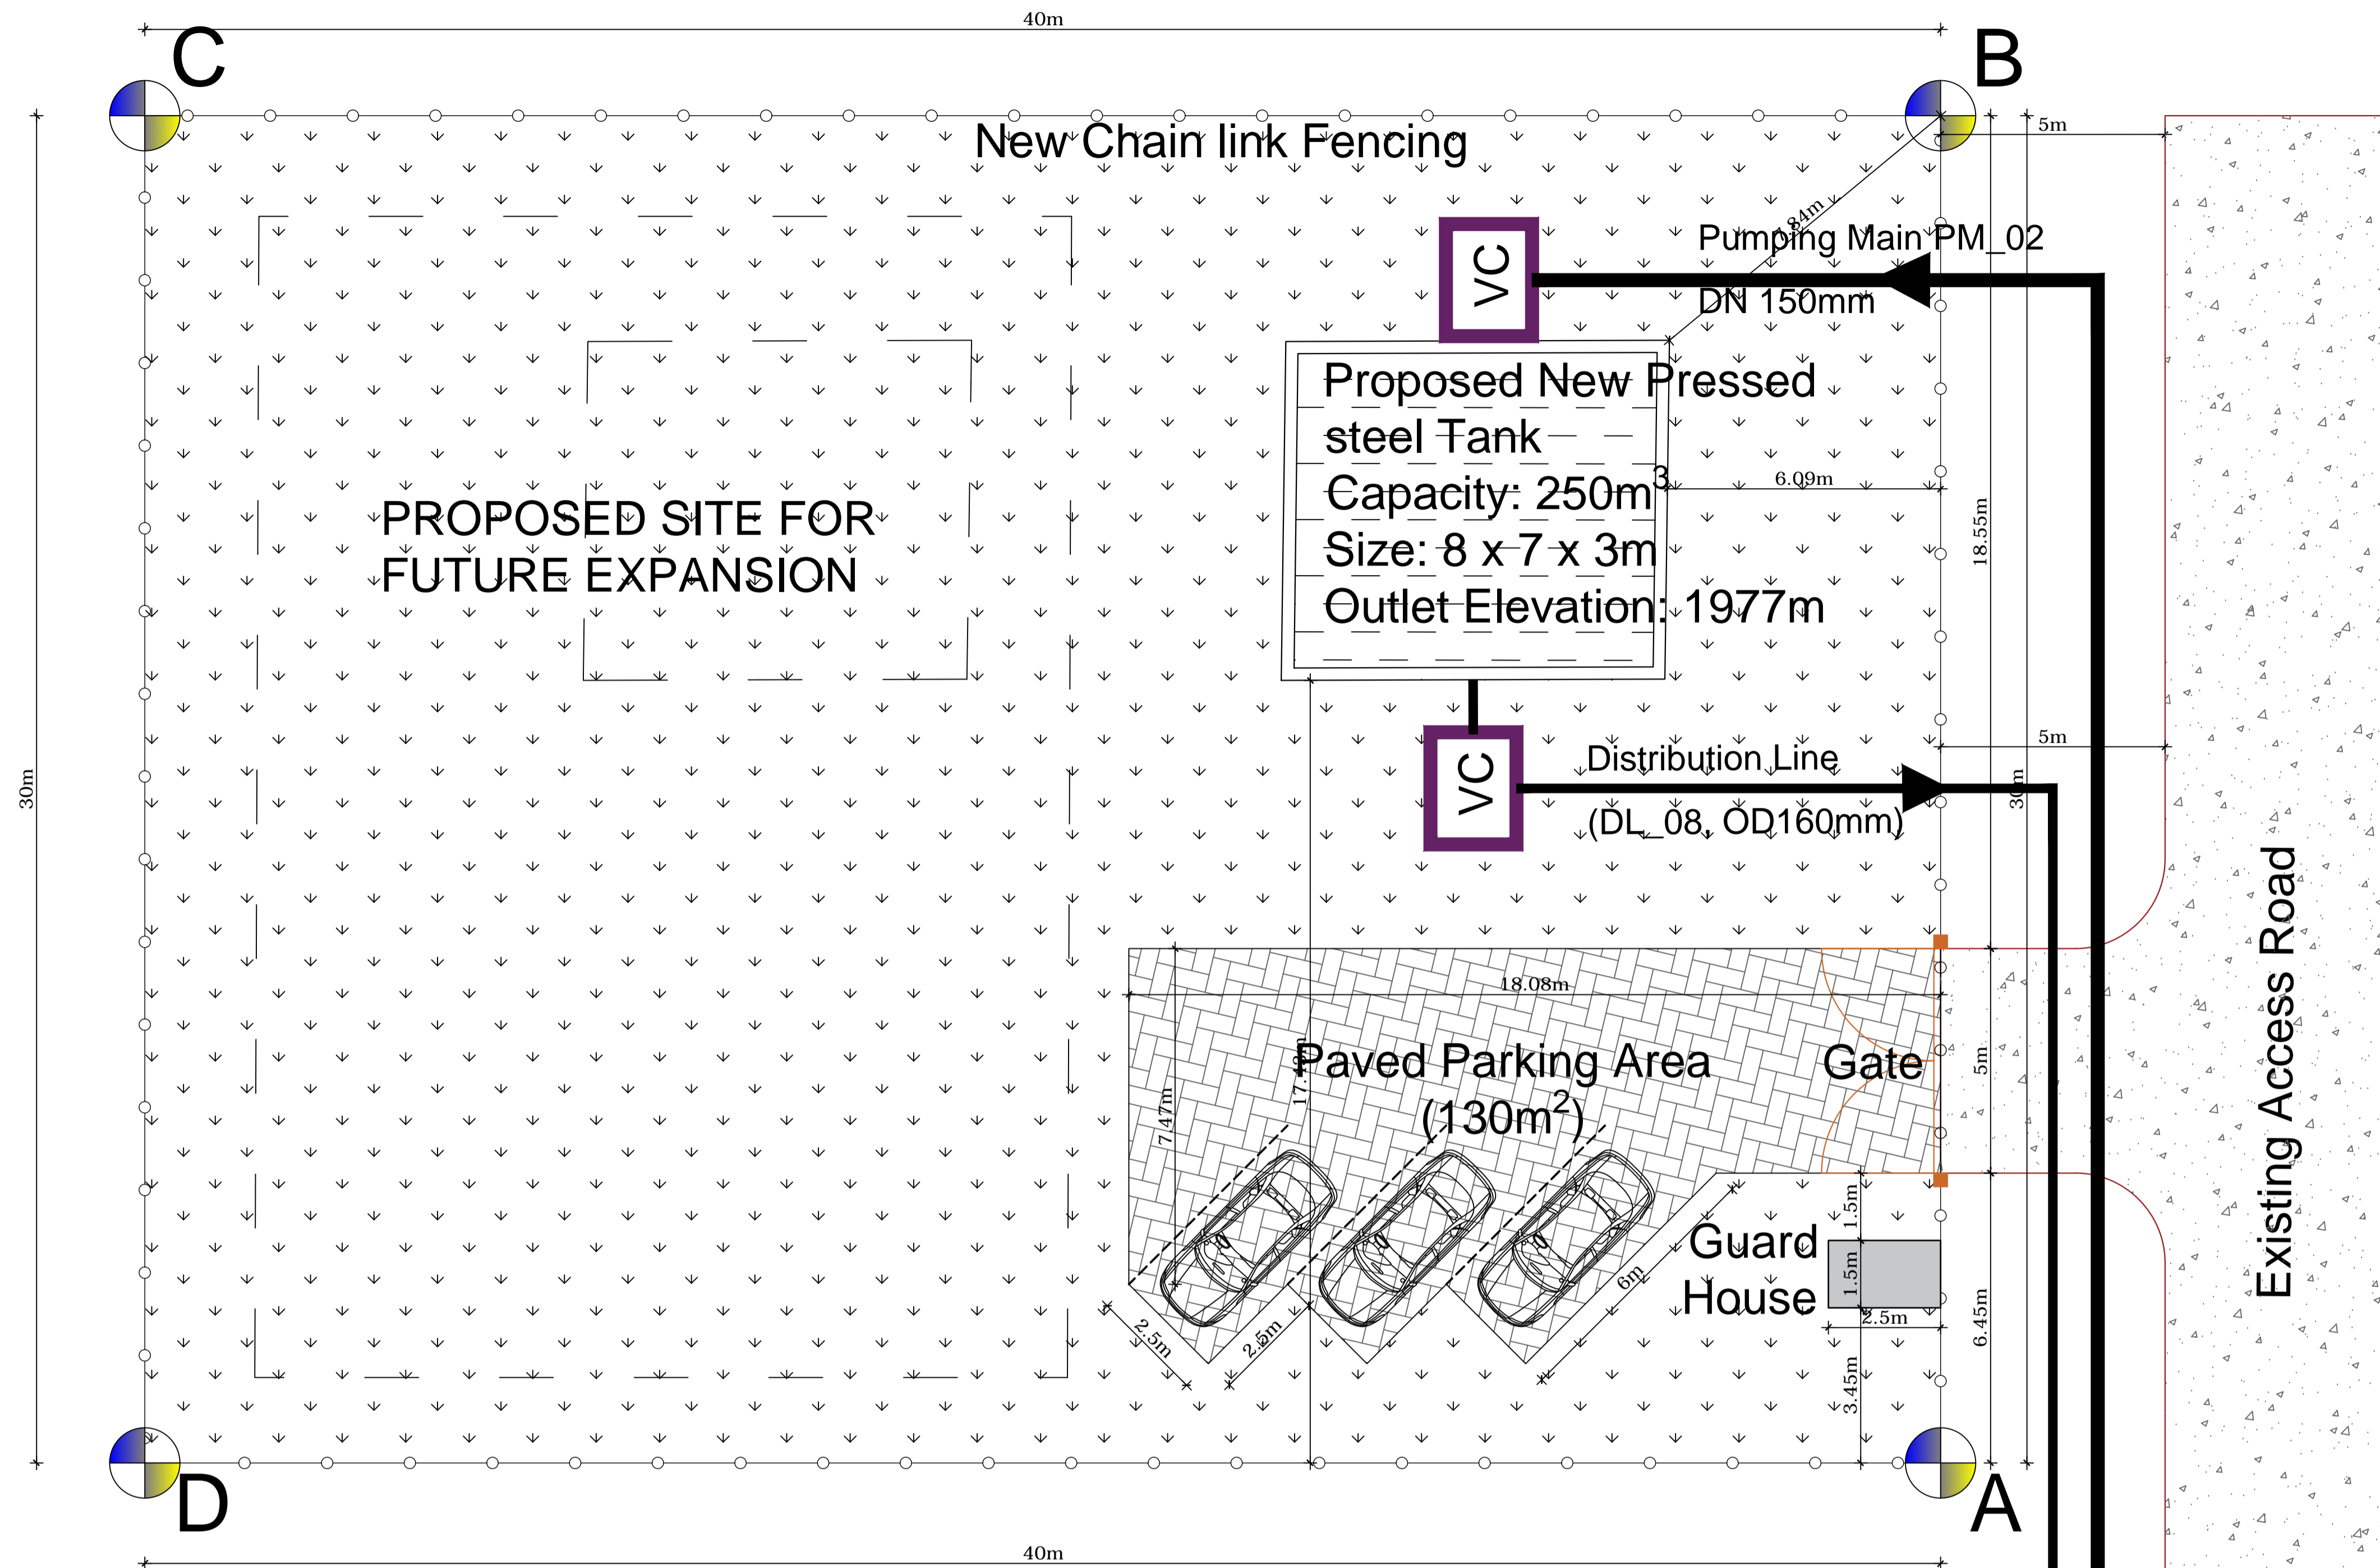 40m
C
B
New Chain link Fencing
5m
Pumping Main PM_02
DN 150mm
VC
Proposed New Pressed
steel Tank
Capacity: 250m³
Size: 8 x 7 x 3m
Outlet Elevation: 1977m
6.09m
18.55m
PROPOSED SITE FOR
FUTURE EXPANSION
30m
30m
5m
Distribution Line
(DL_08, OD160mm)
VC
18.08m
Paved Parking Area
(130m²)
Gate
5m
7.47m
Existing Access Road
1.5m
Guard
House
1.5m
2.5m
6m
2.5m
2.5m
3.45m
6.45m
D
A
40m